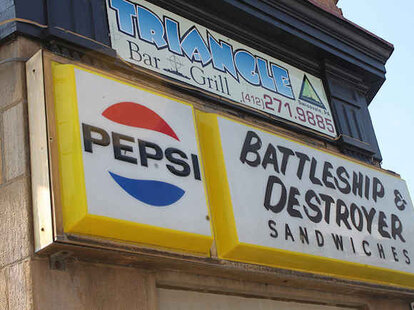 TRIANGLE
Bar Grill
(412) 271.9885
PEPSI
BATTLESHIP &
DESTROYER
SANDWICHES